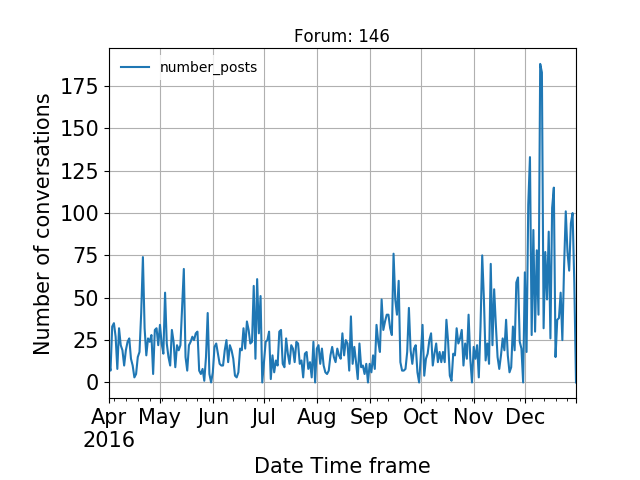 Forum: 146
number_posts
Number of conversations
175
150
125
100
75
50
25
0
Apr May Jun Jul Aug Sep Oct Nov Dec
2016
Date Time frame